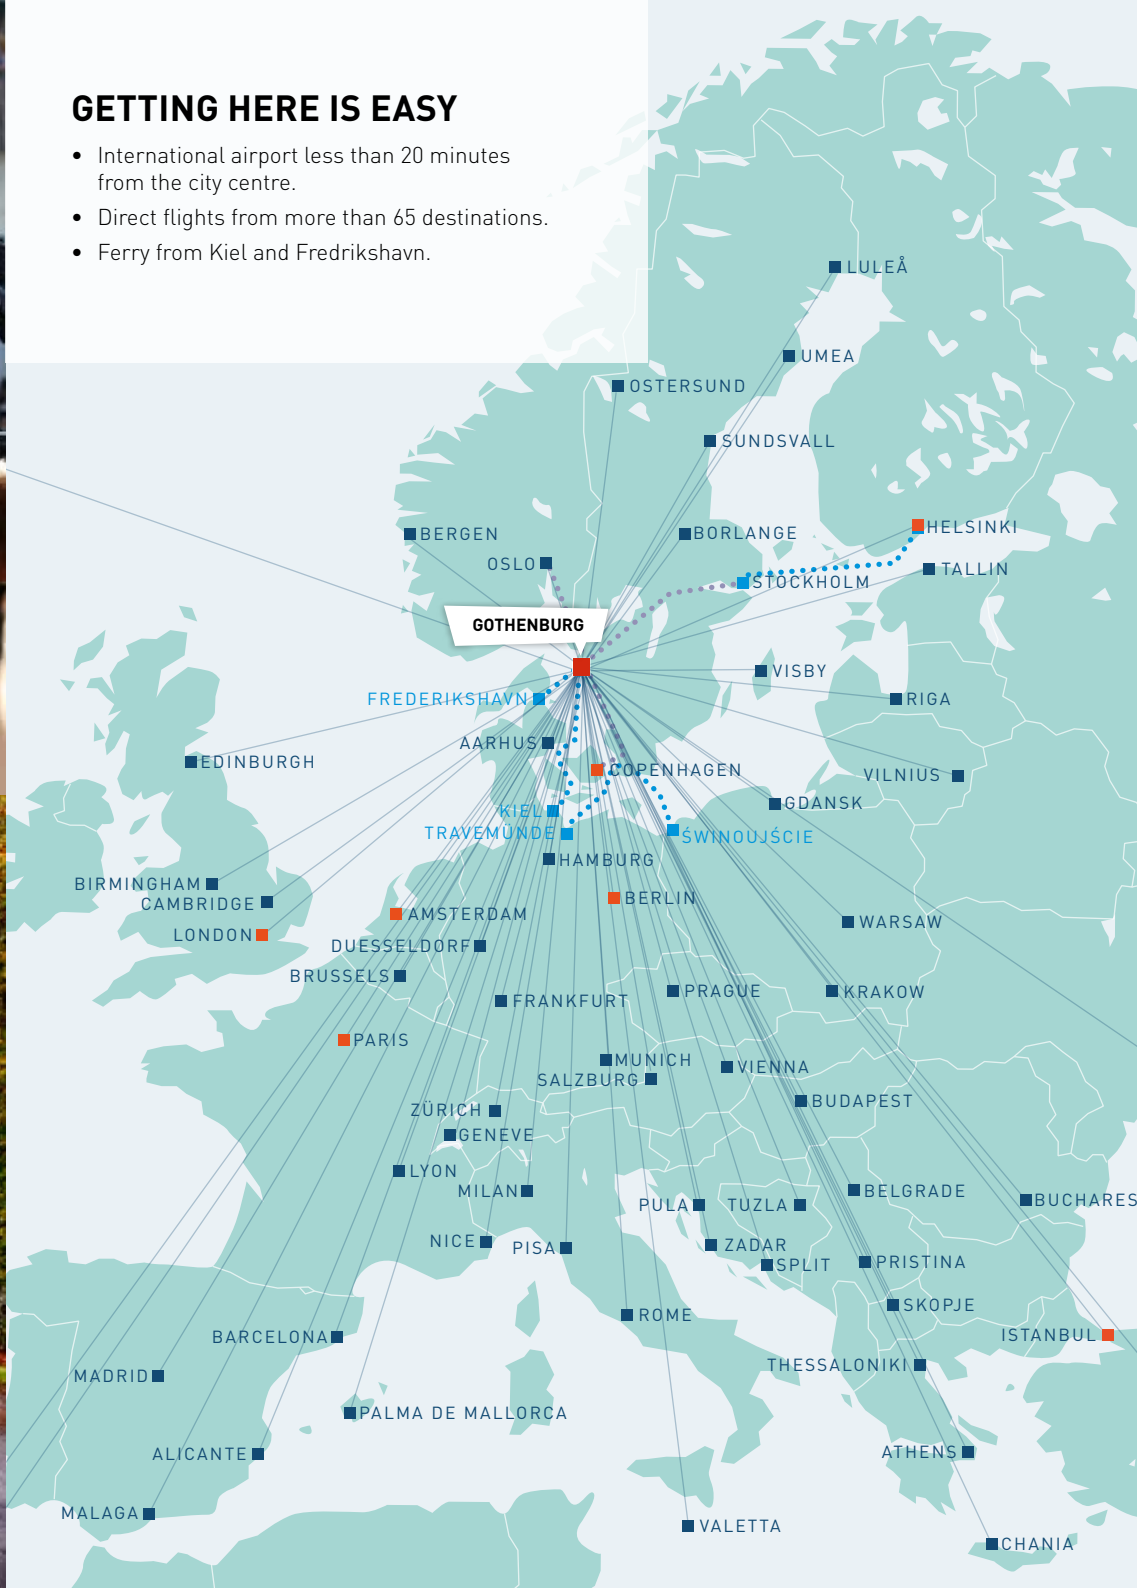 GETTING HERE IS EASY
• International airport less than 20 minutes
from the city centre.
• Direct flights from more than 65 destinations.
• Ferry from Kiel and Fredrikshavn.
LULEÅ
UMEA
OSTERSUND
SUNDSVALL
HELSINKI
BERGEN
BORLANGE
OSLO
TALLIN
STOCKHOLM
GOTHENBURG
VISBY
FREDERIKSHAVN
RIGA
AARHUS
EDINBURGH
COPENHAGEN
VILNIUS
GDANSK
KIEL
TRAVEMÜNDE
ŚWINOUJŚCIE
HAMBURG
BIRMINGHAM
BERLIN
CAMBRIDGE
AMSTERDAM
WARSAW
LONDON
DUESSELDORF
BRUSSELS
PRAGUE
KRAKOW
FRANKFURT
PARIS
MUNICH
VIENNA
SALZBURG
BUDAPEST
ZÜRICH
GENEVE
LYON
MILAN
BELGRADE
BUCHARES
PULA
TUZLA
NICE
PISA
ZADAR
SPLIT
PRISTINA
SKOPJE
ROME
ISTANBUL
BARCELONA
THESSALONIKI
MADRID
PALMA DE MALLORCA
ATHENS
ALICANTE
MALAGA
VALETTA
CHANIA